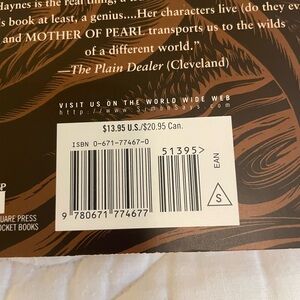 Haynes is the real thing, a tr
's book at least, a genius....Her characters live (do they ev
and MOTHER OF PEARL transports us to the wilds
of a different world."
—The Plain Dealer (Cleveland)
VISIT US ON THE WORLD WIDE WEB
http://www.SimonSays.com
$13.95 U.S./$20.95 Can.
ISBN 0-671-77467-0
51395>
EAN
S
9 780671 774677
QUARE PRESS
OCKET BOOKS